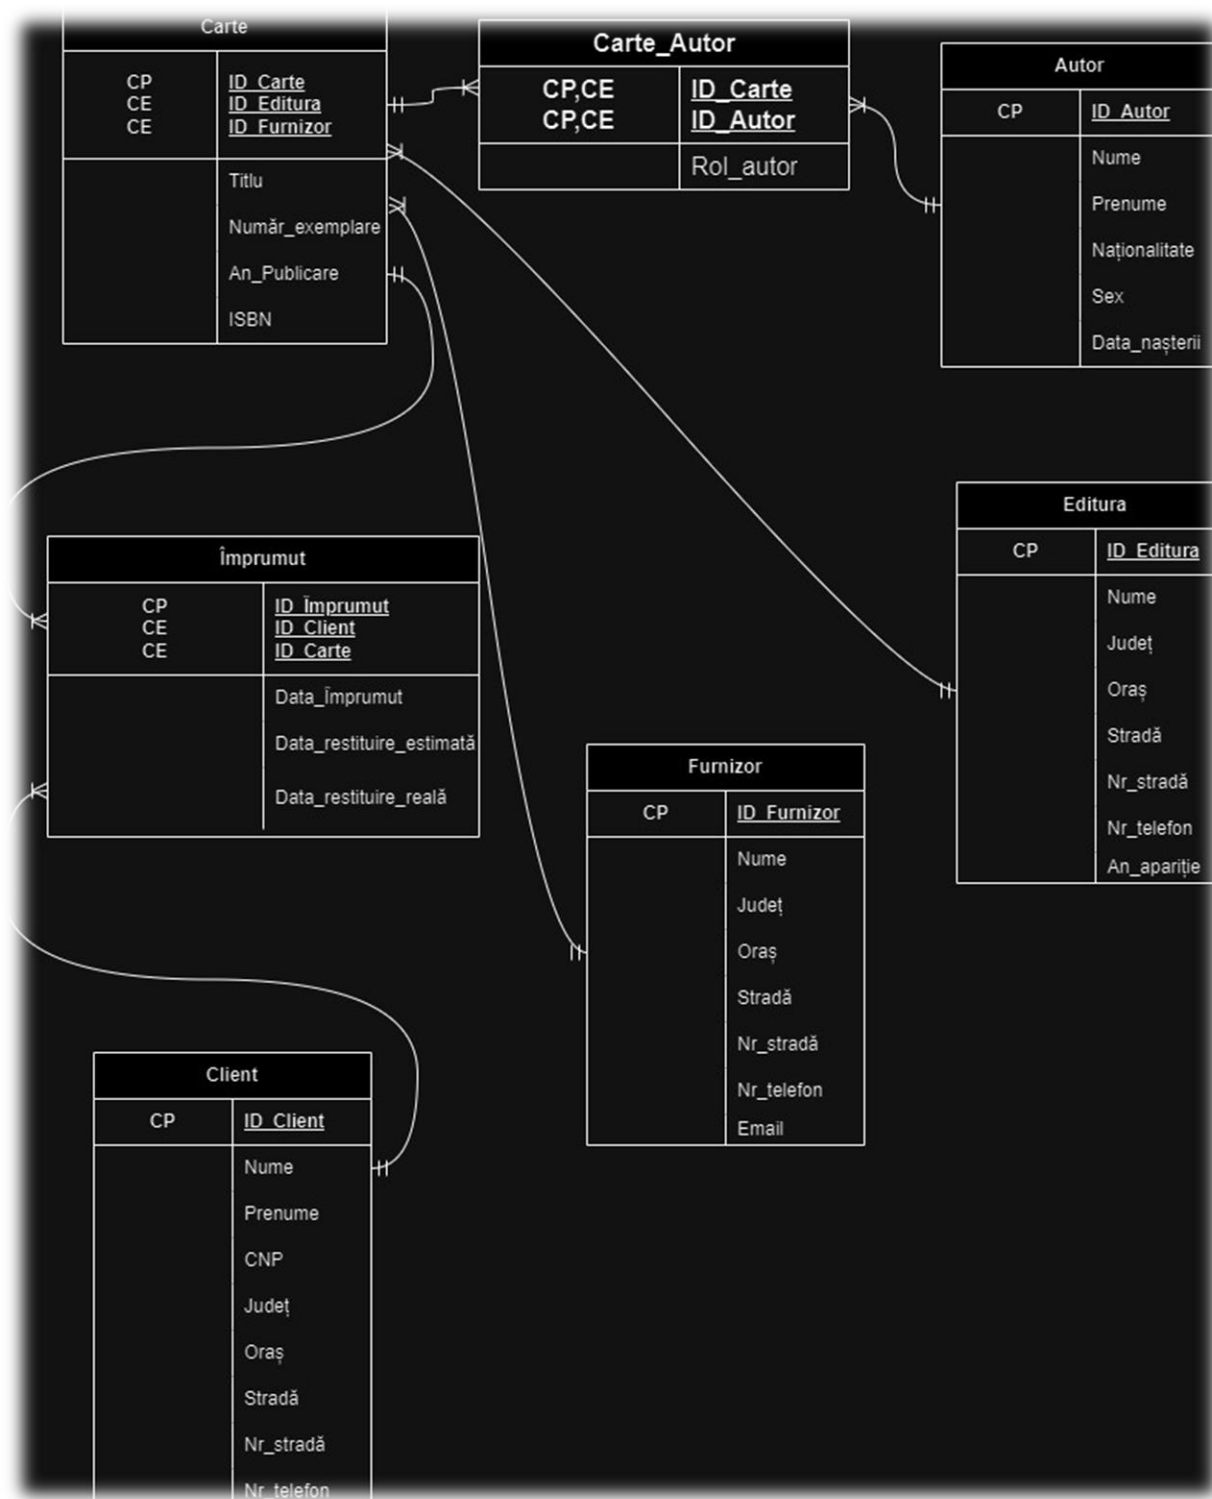 Carte
CP ID_Carte
CE ID_Editura
CE ID_Furnizor
Titlu
Număr_exemplare
An_Publicare
ISBN
Carte_Autor
CP,CE ID_Carte
CP,CE ID_Autor
Rol_autor
Autor
CP ID_Autor
Nume
Prenume
Naționalitate
Sex
Data_nașterii
Editura
CP ID_Editura
Nume
Județ
Oraș
Stradă
Nr_stradă
Nr_telefon
An_apariție
Împrumut
CP ID_Împrumut
CE ID_Client
CE ID_Carte
Data_Împrumut
Data_restituire_estimată
Data_restituire_reală
Furnizor
CP ID_Furnizor
Nume
Județ
Oraș
Stradă
Nr_stradă
Nr_telefon
Email
Client
CP ID_Client
Nume
Prenume
CNP
Județ
Oraș
Stradă
Nr_stradă
Nr_telefon